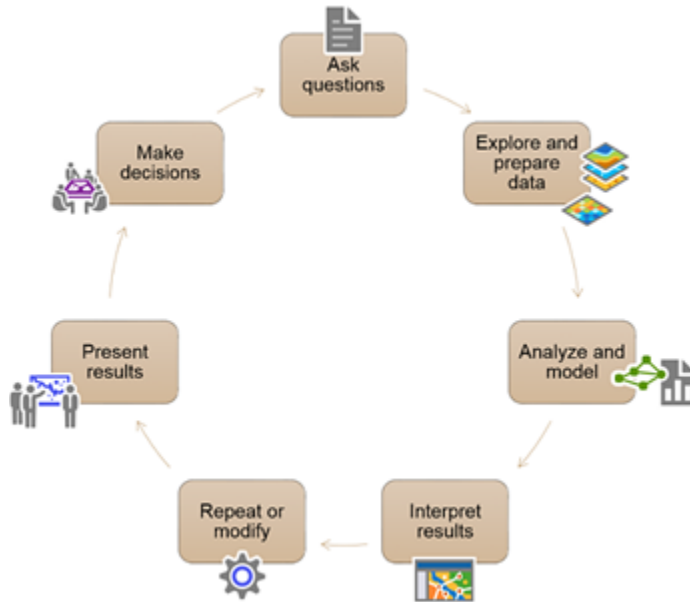 Ask
questions
Explore and
prepare
data
Analyze and
model
Interpret
results
Repeat or
modify
Present
results
Make
decisions